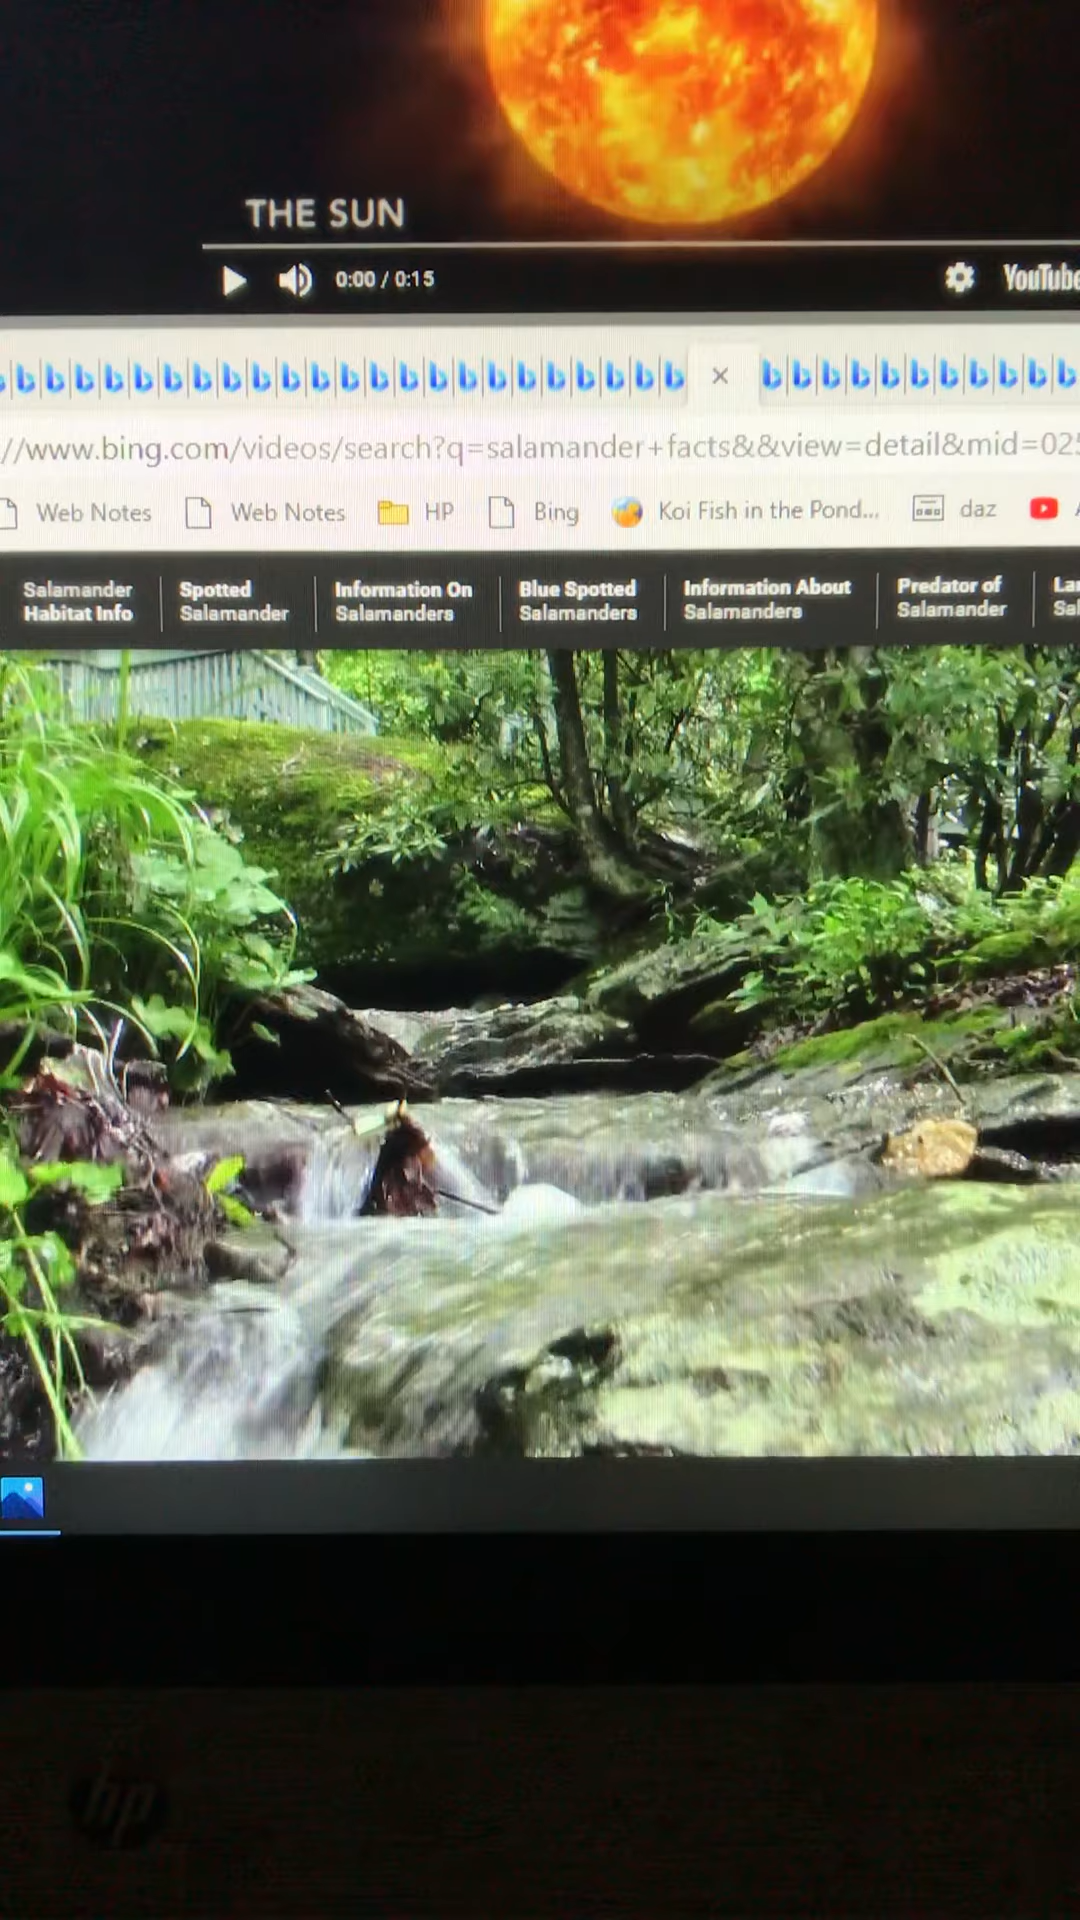 THE SUN
0:00 / 0:15
YouTube
//www.bing.com/videos/search?q=salamander+facts&&view=detail&mid=025
Web Notes Web Notes HP Bing Koi Fish in the Pond... daz
Salamander Habitat Info
Spotted Salamander
Information On Salamanders
Blue Spotted Salamanders
Information About Salamanders
Predator of Salamander
hp